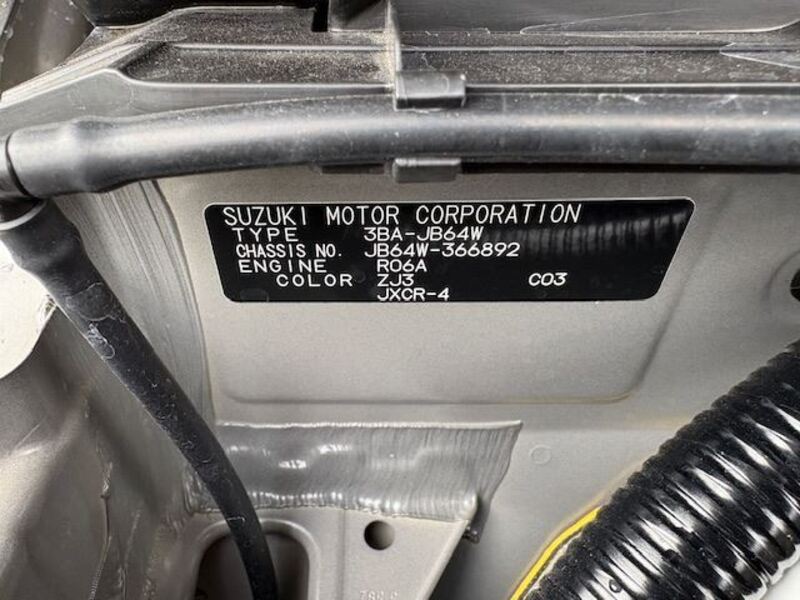 SUZUKI MOTOR CORPORATION
TYPE 3BA-JB64W
CHASSIS NO. JB64W-366892
ENGINE R06A
COLOR ZJ3 C03
JXCR-4